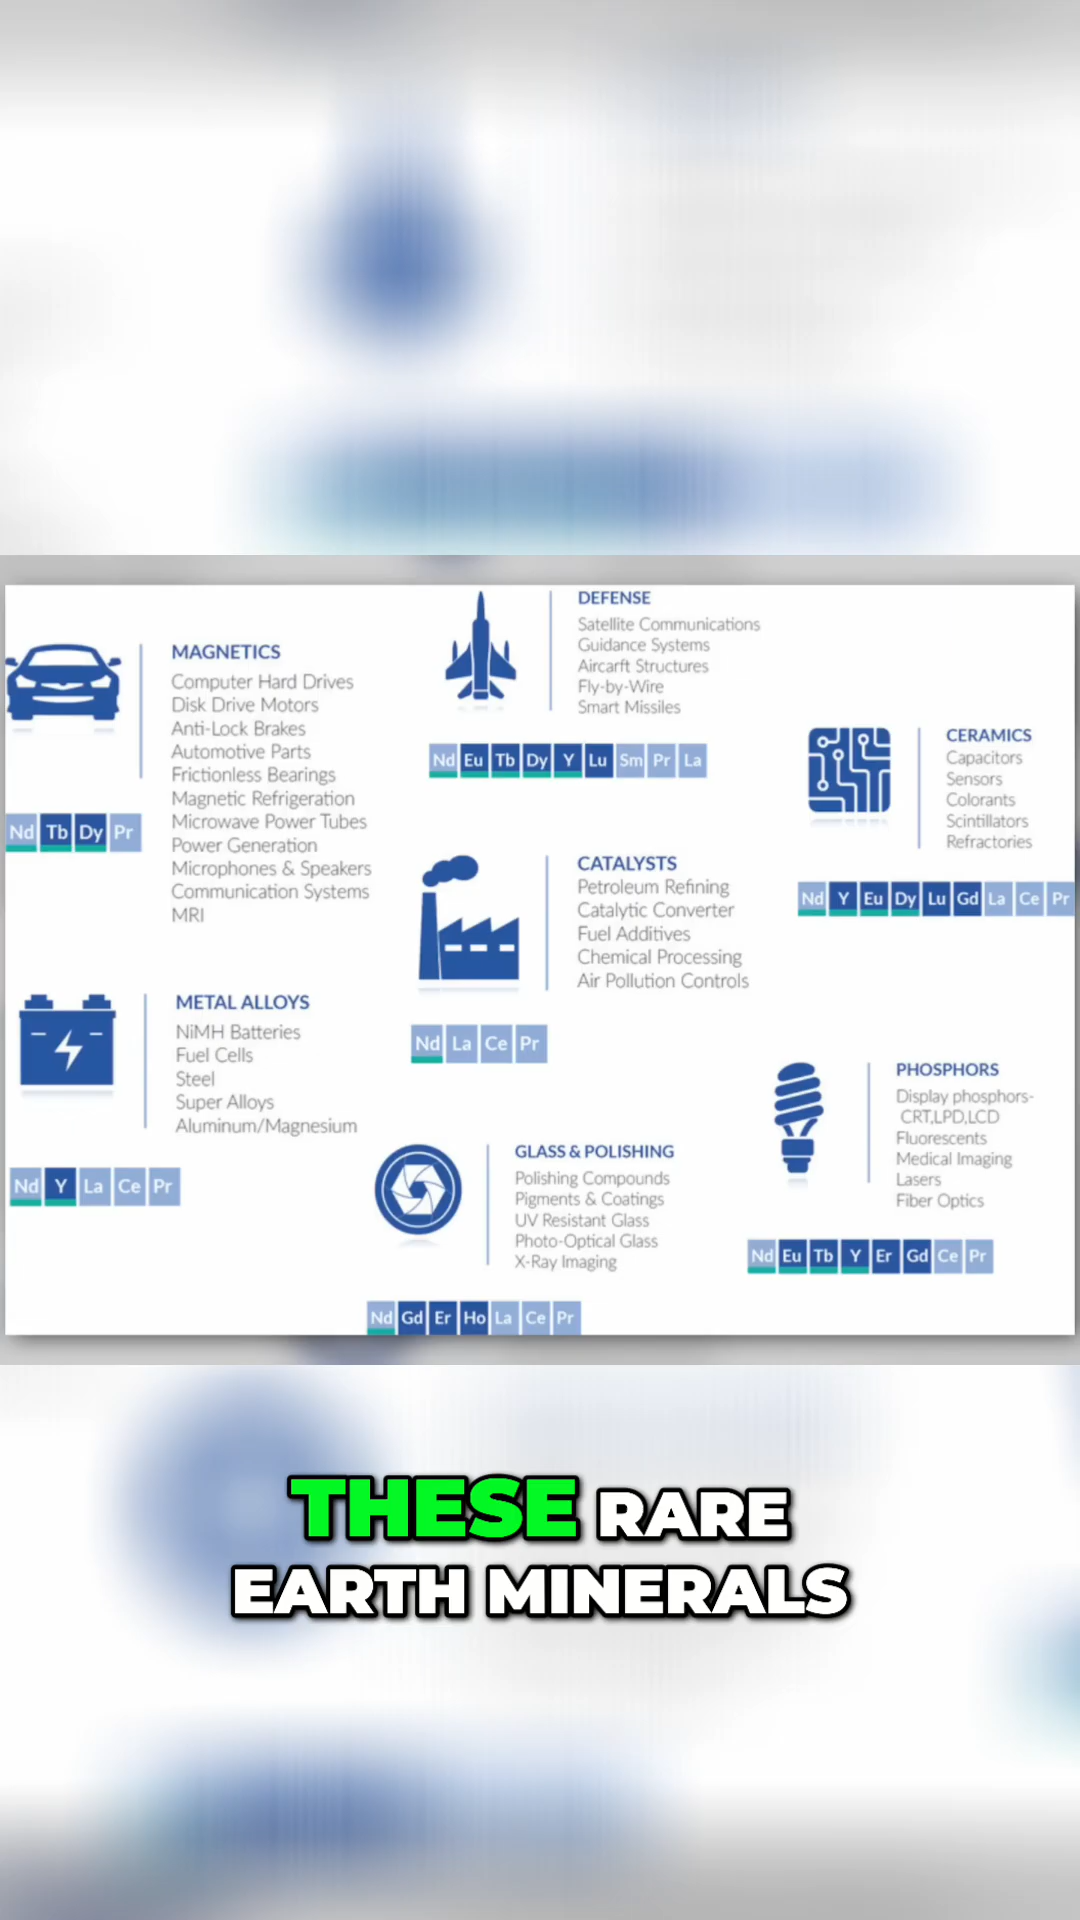 MAGNETICS
Computer Hard Drives
Disk Drive Motors
Anti-Lock Brakes
Automotive Parts
Frictionless Bearings
Magnetic Refrigeration
Microwave Power Tubes
Power Generation
Microphones & Speakers
Communication Systems
MRI
Nd Tb Dy Pr
METAL ALLOYS
NiMH Batteries
Fuel Cells
Steel
Super Alloys
Aluminum/Magnesium
Nd Y La Ce Pr
DEFENSE
Satellite Communications
Guidance Systems
Aircarft Structures
Fly-by-Wire
Smart Missiles
Nd Eu Tb Dy Y Lu Sm Pr La
CATALYSTS
Petroleum Refining
Catalytic Converter
Fuel Additives
Chemical Processing
Air Pollution Controls
Nd La Ce Pr
GLASS & POLISHING
Polishing Compounds
Pigments & Coatings
UV Resistant Glass
Photo-Optical Glass
X-Ray Imaging
Nd Gd Er Ho La Ce Pr
CERAMICS
Capacitors
Sensors
Colorants
Scintillators
Refractories
Nd Y Eu Dy Lu Gd La Ce Pr
PHOSPHORS
Display phosphors-
CRT,LPD,LCD
Fluorescents
Medical Imaging
Lasers
Fiber Optics
Nd Eu Tb Y Er Gd Ce Pr
THESE RARE
EARTH MINERALS